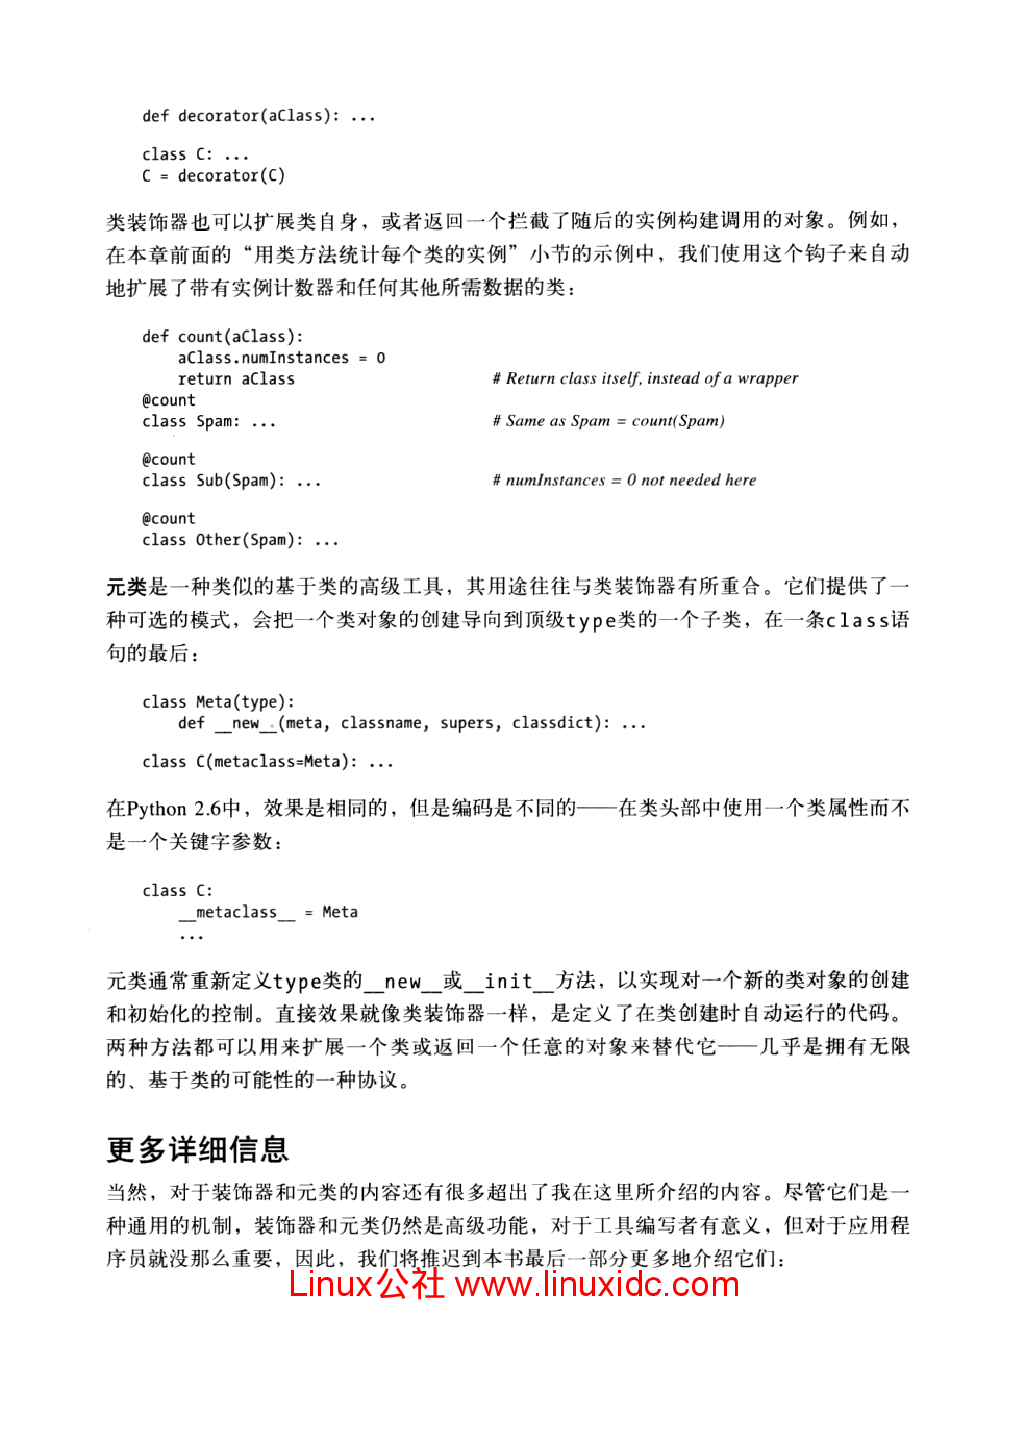 def decorator(aClass): ...
class C: ...
C = decorator(C)
类装饰器也可以扩展类自身，或者返回一个拦截了随后的实例构建调用的对象。例如，
在本章前面的“用类方法统计每个类的实例”小节的示例中，我们使用这个钩子来自动
地扩展了带有实例计数器和任何其他所需数据的类：
def count(aClass):
    aClass.numInstances = 0
    return aClass                      # Return class itself, instead of a wrapper
@count
class Spam: ...                        # Same as Spam = count(Spam)
@count
class Sub(Spam): ...                   # numInstances = 0 not needed here
@count
class Other(Spam): ...
元类是一种类似的基于类的高级工具，其用途往往与类装饰器有所重合。它们提供了一
种可选的模式，会把一个类对象的创建导向到顶级type类的一个子类，在一条class语
句的最后：
class Meta(type):
    def __new__(meta, classname, supers, classdict): ...
class C(metaclass=Meta): ...
在Python 2.6中，效果是相同的，但是编码是不同的——在类头部中使用一个类属性而不
是一个关键字参数：
class C:
    __metaclass__ = Meta
    ...
元类通常重新定义type类的__new__或__init__方法，以实现对一个新的类对象的创建
和初始化的控制。直接效果就像类装饰器一样，是定义了在类创建时自动运行的代码。
两种方法都可以用来扩展一个类或返回一个任意的对象来替代它——几乎是拥有无限
的、基于类的可能性的一种协议。
更多详细信息
当然，对于装饰器和元类的内容还有很多超出了我在这里所介绍的内容。尽管它们是一
种通用的机制，装饰器和元类仍然是高级功能，对于工具编写者有意义，但对于应用程
序员就没那么重要，因此，我们将推迟到本书最后一部分更多地介绍它们：
Linux公社 www.linuxidc.com